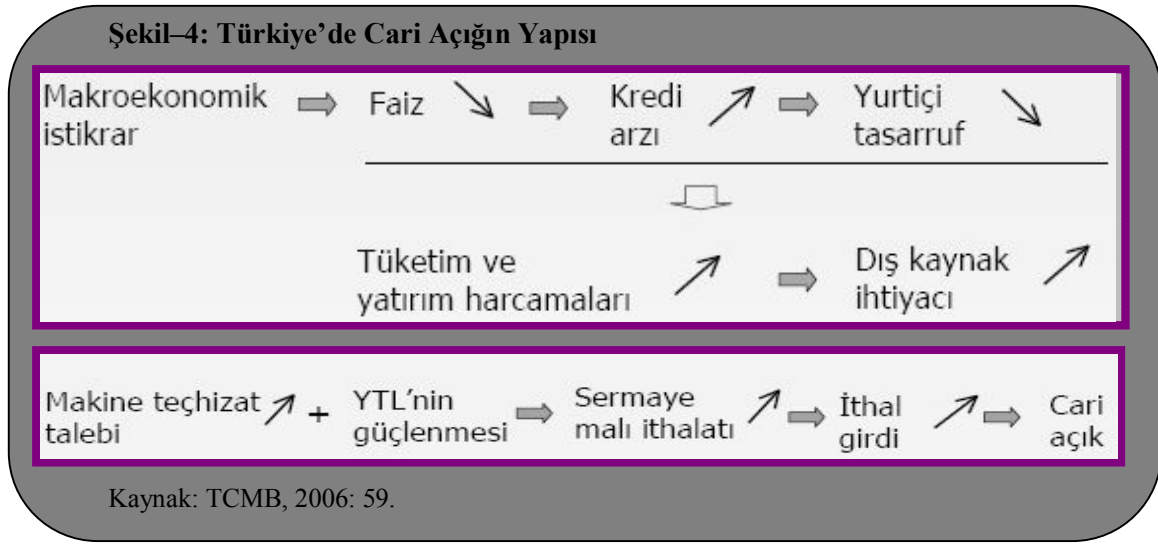 Şekil–4: Türkiye’de Cari Açığın Yapısı
Makroekonomik istikrar
Faiz
Kredi arzı
Yurtiçi tasarruf
Tüketim ve yatırım harcamaları
Dış kaynak ihtiyacı
Makine teçhizat talebi
+
YTL’nin güçlenmesi
Sermaye malı ithalatı
İthal girdi
Cari açık
Kaynak: TCMB, 2006: 59.